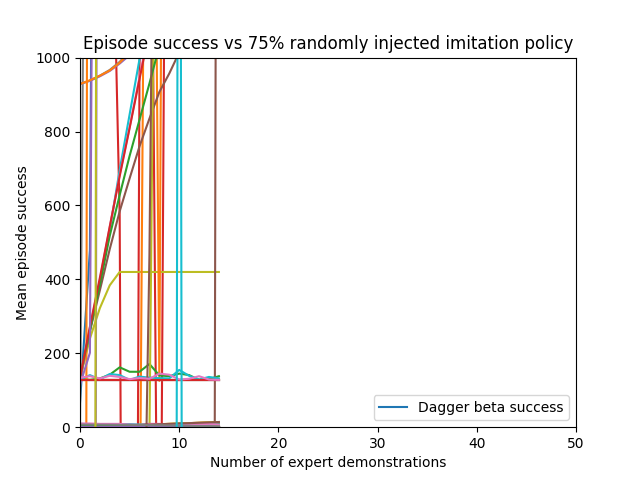 Episode success vs 75% randomly injected imitation policy
Mean episode success
1000
800
600
400
200
0
Dagger beta success
0 10 20 30 40 50
Number of expert demonstrations